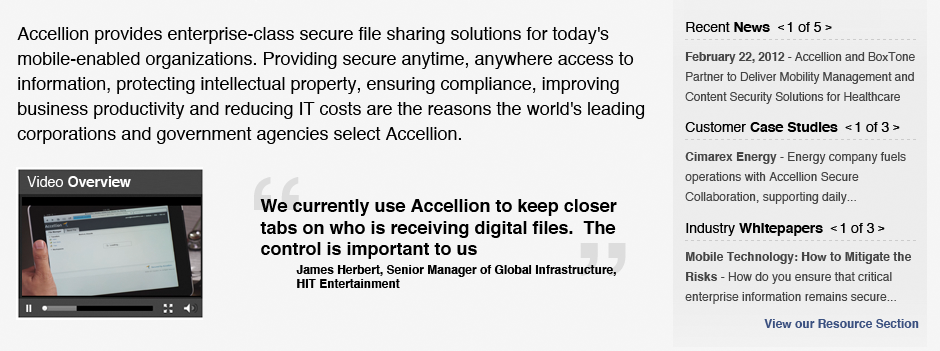 Accellion provides enterprise-class secure file sharing solutions for today's
mobile-enabled organizations. Providing secure anytime, anywhere access to
information, protecting intellectual property, ensuring compliance, improving
business productivity and reducing IT costs are the reasons the world's leading
corporations and government agencies select Accellion.
Video Overview
Accellion
“
We currently use Accellion to keep closer
tabs on who is receiving digital files.  The
control is important to us
”
James Herbert, Senior Manager of Global Infrastructure,
HIT Entertainment
Recent News < 1 of 5 >
February 22, 2012 - Accellion and BoxTone
Partner to Deliver Mobility Management and
Content Security Solutions for Healthcare
Customer Case Studies < 1 of 3 >
Cimarex Energy - Energy company fuels
operations with Accellion Secure
Collaboration, supporting daily...
Industry Whitepapers < 1 of 3 >
Mobile Technology: How to Mitigate the
Risks - How do you ensure that critical
enterprise information remains secure...
View our Resource Section